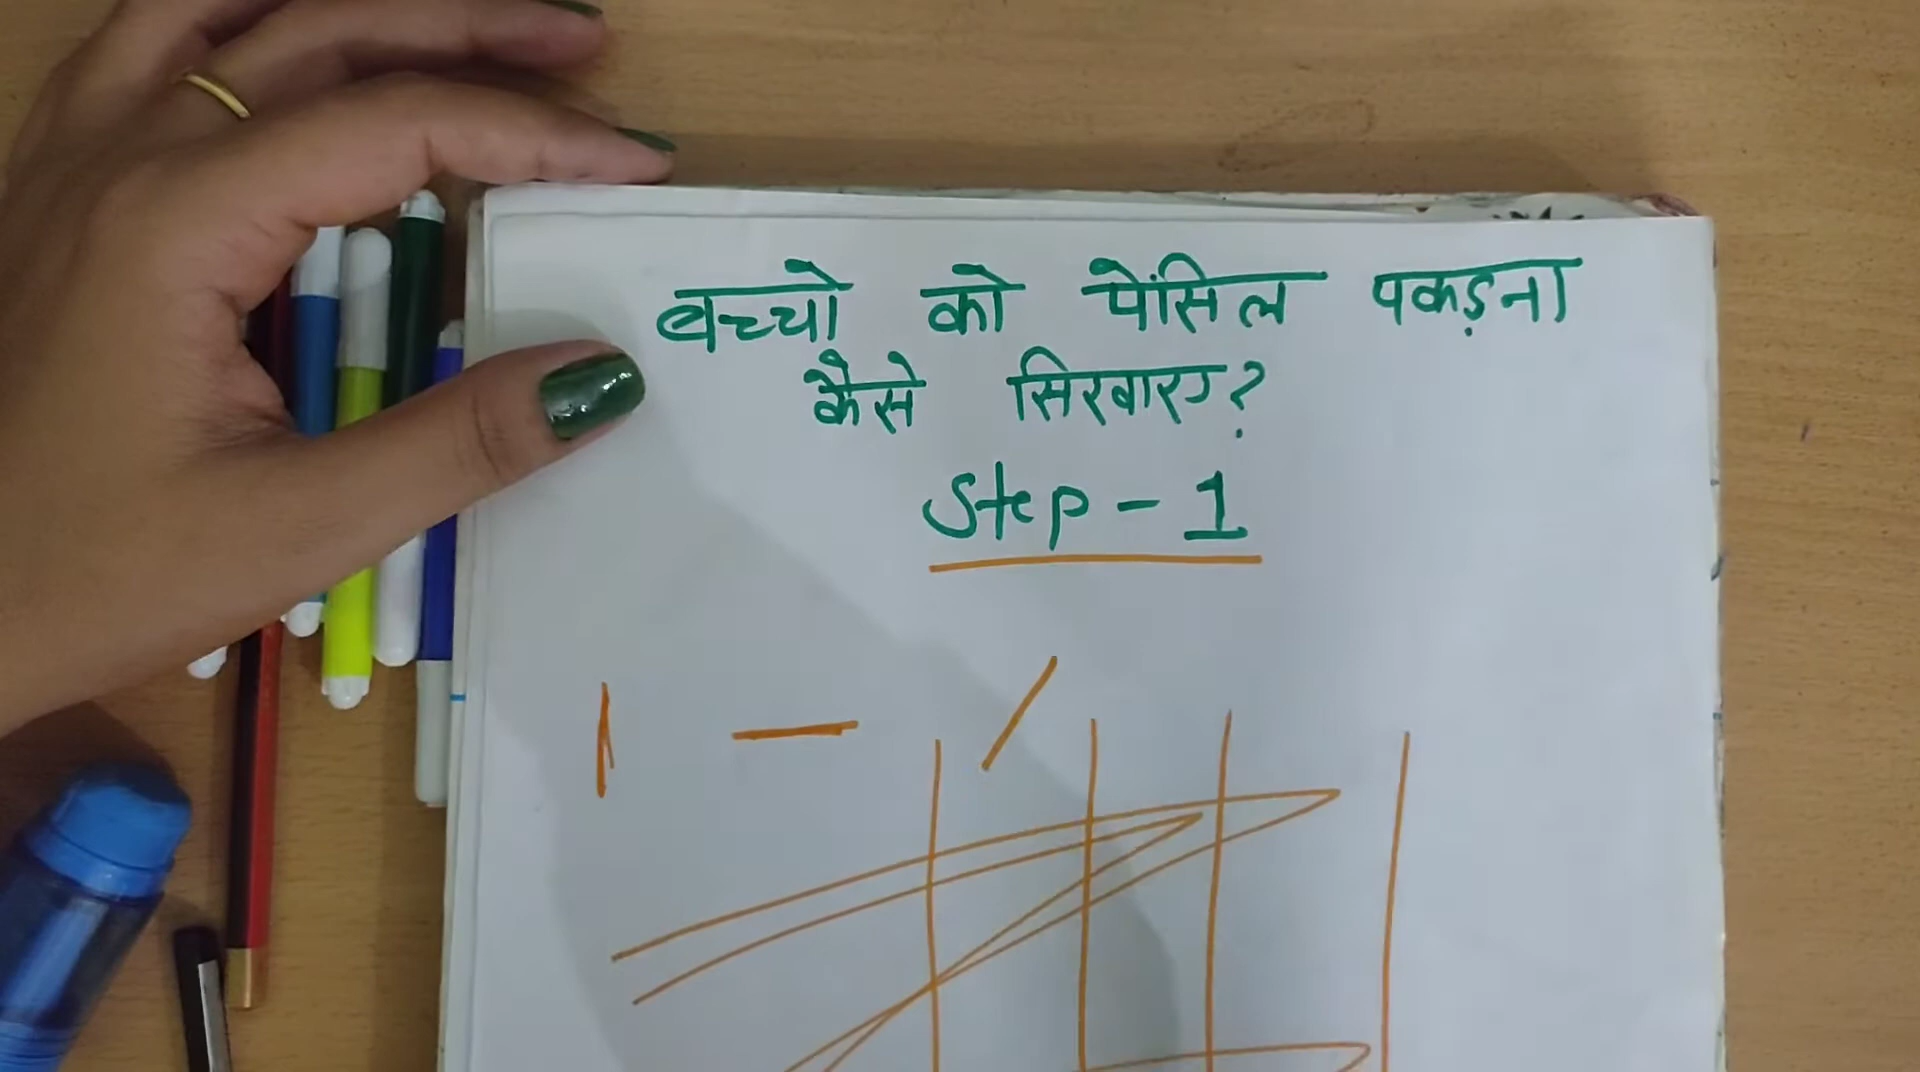 बच्चो को पेंसिल पकड़ना
कैसे सिखाए?
Step - 1